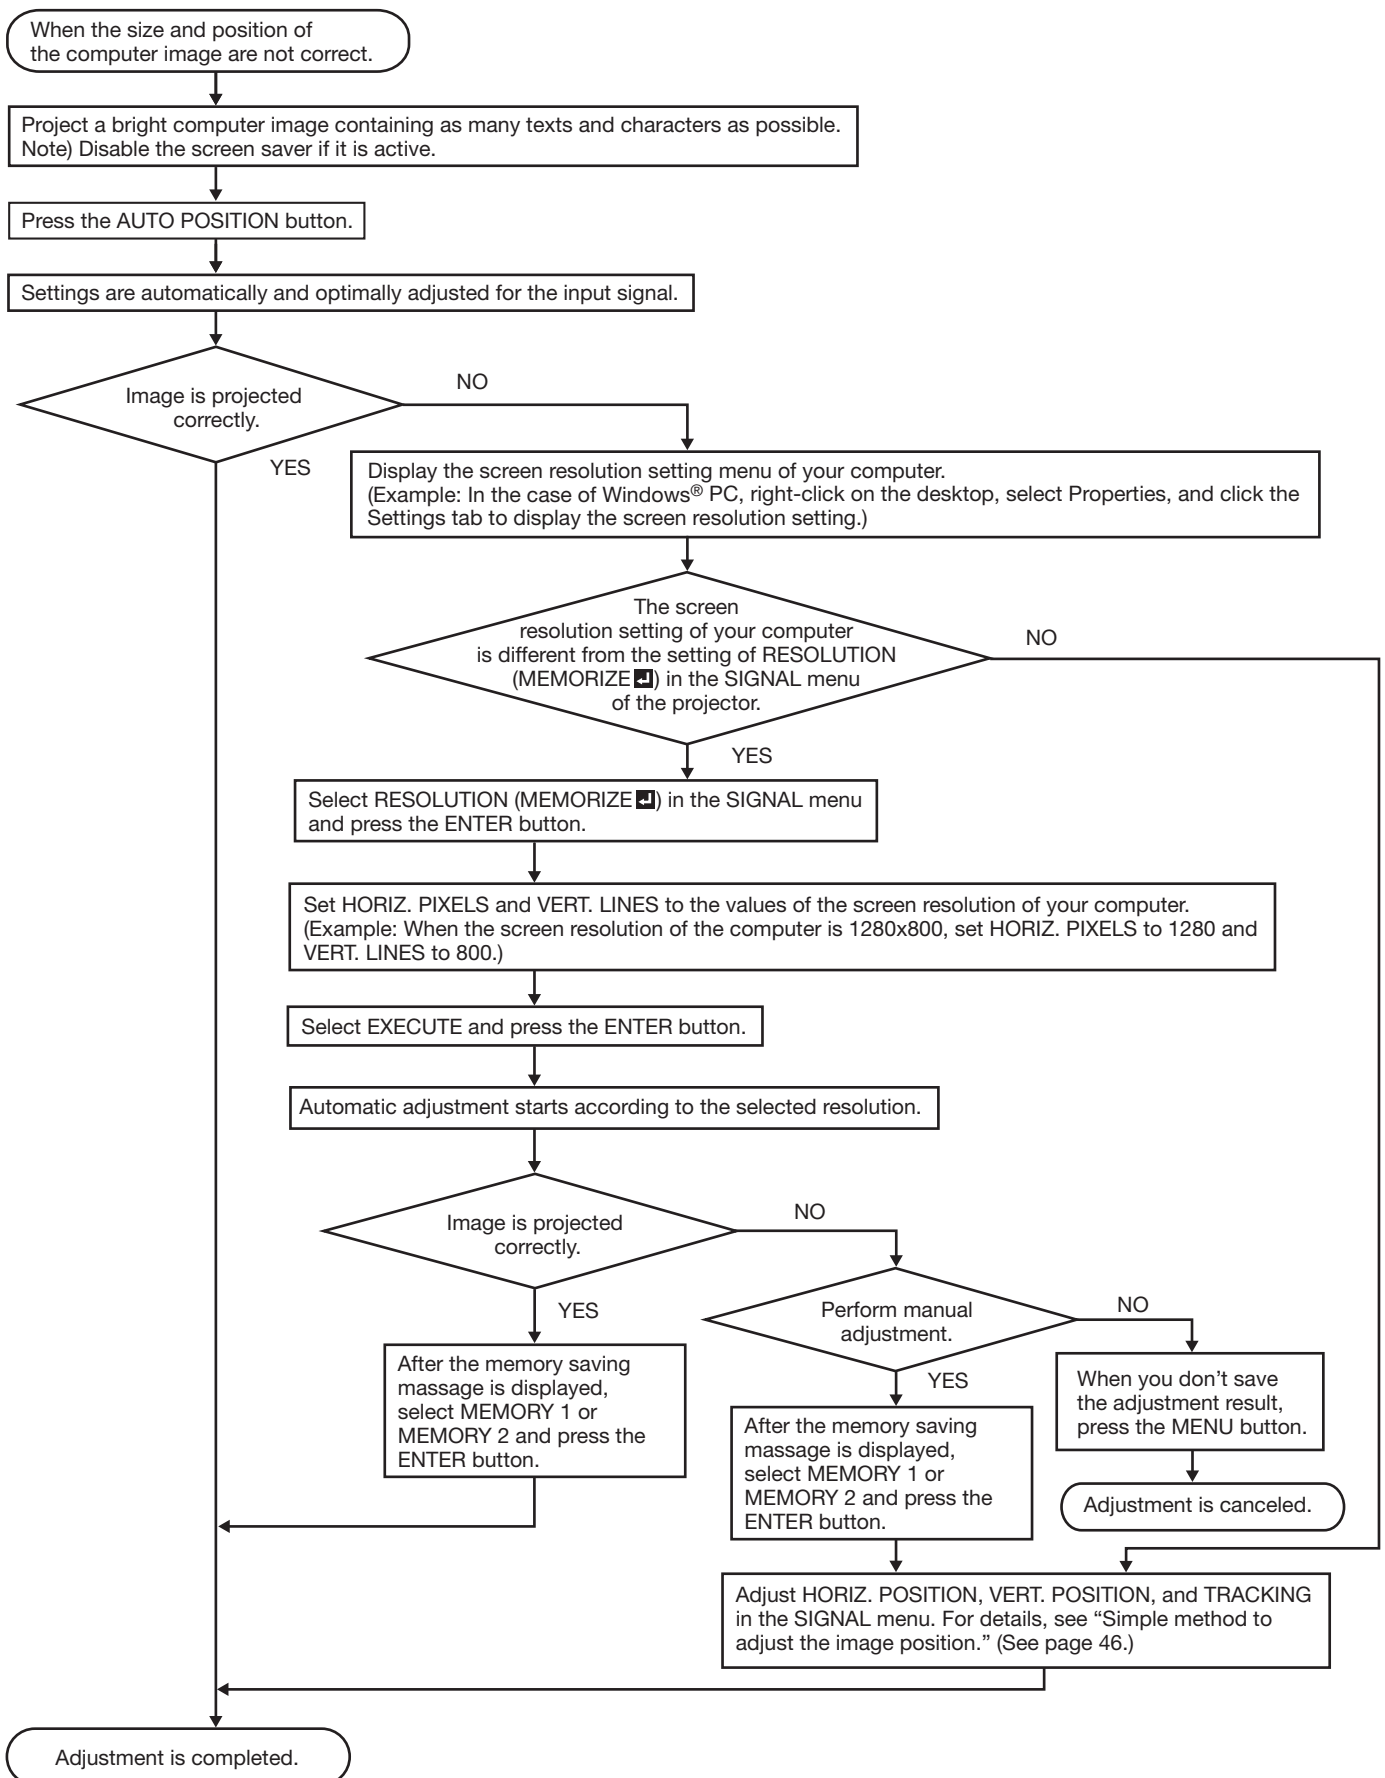 When the size and position of
the computer image are not correct.
Project a bright computer image containing as many texts and characters as possible.
Note) Disable the screen saver if it is active.
Press the AUTO POSITION button.
Settings are automatically and optimally adjusted for the input signal.
Image is projected
correctly.
NO
YES
Display the screen resolution setting menu of your computer.
(Example: In the case of Windows® PC, right-click on the desktop, select Properties, and click the
Settings tab to display the screen resolution setting.)
The screen
resolution setting of your computer
is different from the setting of RESOLUTION
(MEMORIZE↵) in the SIGNAL menu
of the projector.
NO
YES
Select RESOLUTION (MEMORIZE↵) in the SIGNAL menu
and press the ENTER button.
Set HORIZ. PIXELS and VERT. LINES to the values of the screen resolution of your computer.
(Example: When the screen resolution of the computer is 1280x800, set HORIZ. PIXELS to 1280 and
VERT. LINES to 800.)
Select EXECUTE and press the ENTER button.
Automatic adjustment starts according to the selected resolution.
Image is projected
correctly.
NO
YES
Perform manual
adjustment.
NO
YES
After the memory saving
massage is displayed,
select MEMORY 1 or
MEMORY 2 and press the
ENTER button.
When you don't save
the adjustment result,
press the MENU button.
After the memory saving
massage is displayed,
select MEMORY 1 or
MEMORY 2 and press the
ENTER button.
Adjustment is canceled.
Adjust HORIZ. POSITION, VERT. POSITION, and TRACKING
in the SIGNAL menu. For details, see “Simple method to
adjust the image position.” (See page 46.)
Adjustment is completed.